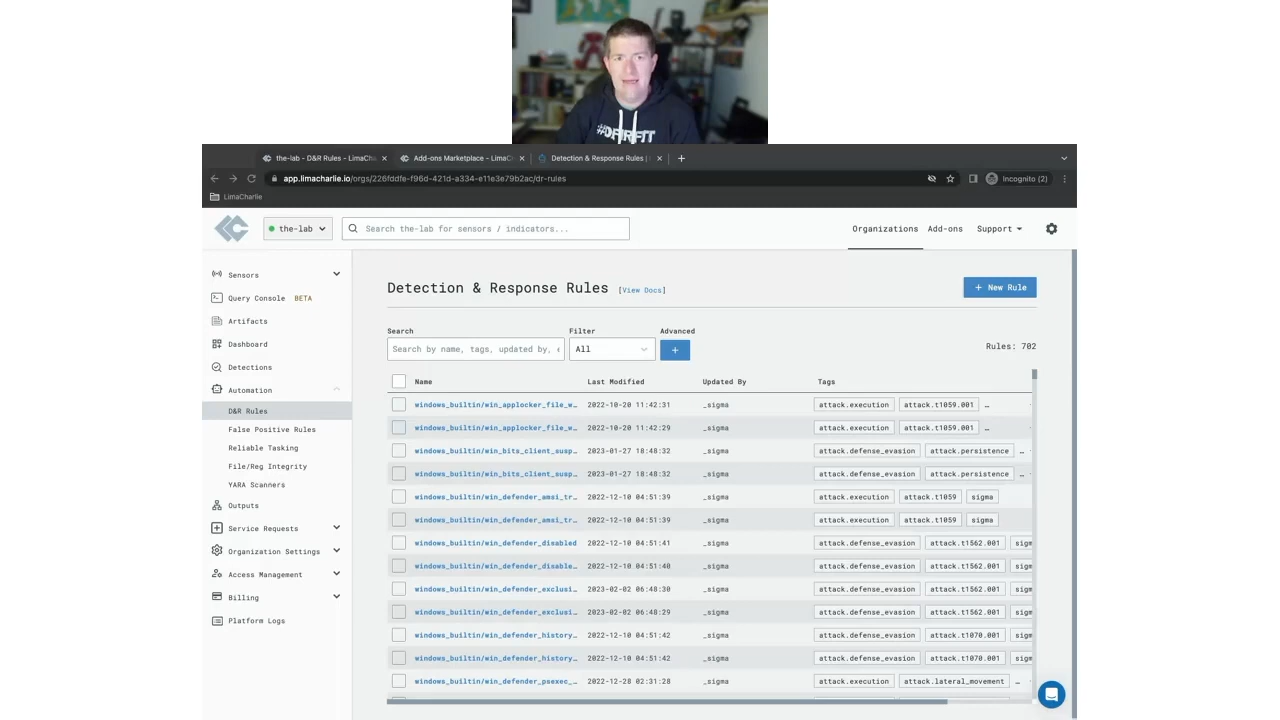 #DFIRFIT
the-lab - D&R Rules - LimaCha
Add-ons Marketplace - LimaC
Detection & Response Rules |
app.limacharlie.io/orgs/226fddfe-f96d-421d-a334-e11e3e79b2ac/dr-rules
Incognito (2)
LimaCharlie
the-lab
Search the-lab for sensors / indicators...
Organizations
Add-ons
Support
Sensors
Query Console BETA
Artifacts
Dashboard
Detections
Automation
D&R Rules
False Positive Rules
Reliable Tasking
File/Reg Integrity
YARA Scanners
Outputs
Service Requests
Organization Settings
Access Management
Billing
Platform Logs
Detection & Response Rules [View Docs]
+ New Rule
Search Filter Advanced
Search by name, tags, updated by, All +
Rules: 702
Name Last Modified Updated By Tags
windows_builtin/win_applocker_file_w… 2022-10-20 11:42:31 _sigma attack.execution attack.t1059.001 …
windows_builtin/win_applocker_file_w… 2022-10-20 11:42:29 _sigma attack.execution attack.t1059.001 …
windows_builtin/win_bits_client_susp… 2023-01-27 18:48:32 _sigma attack.defense_evasion attack.persistence …
windows_builtin/win_bits_client_susp… 2023-01-27 18:48:32 _sigma attack.defense_evasion attack.persistence …
windows_builtin/win_defender_amsi_tr… 2022-12-10 04:51:39 _sigma attack.execution attack.t1059 sigma
windows_builtin/win_defender_amsi_tr… 2022-12-10 04:51:39 _sigma attack.execution attack.t1059 sigma
windows_builtin/win_defender_disabled 2022-12-10 04:51:41 _sigma attack.defense_evasion attack.t1562.001 sigm
windows_builtin/win_defender_disable… 2022-12-10 04:51:40 _sigma attack.defense_evasion attack.t1562.001 sigm
windows_builtin/win_defender_exclusi… 2023-02-02 06:48:30 _sigma attack.defense_evasion attack.t1562.001 sigm
windows_builtin/win_defender_exclusi… 2023-02-02 06:48:29 _sigma attack.defense_evasion attack.t1562.001 sigm
windows_builtin/win_defender_history… 2022-12-10 04:51:42 _sigma attack.defense_evasion attack.t1070.001 sigm
windows_builtin/win_defender_history… 2022-12-10 04:51:42 _sigma attack.defense_evasion attack.t1070.001 sigm
windows_builtin/win_defender_psexec_… 2022-12-28 02:31:28 _sigma attack.execution attack.lateral_movement …